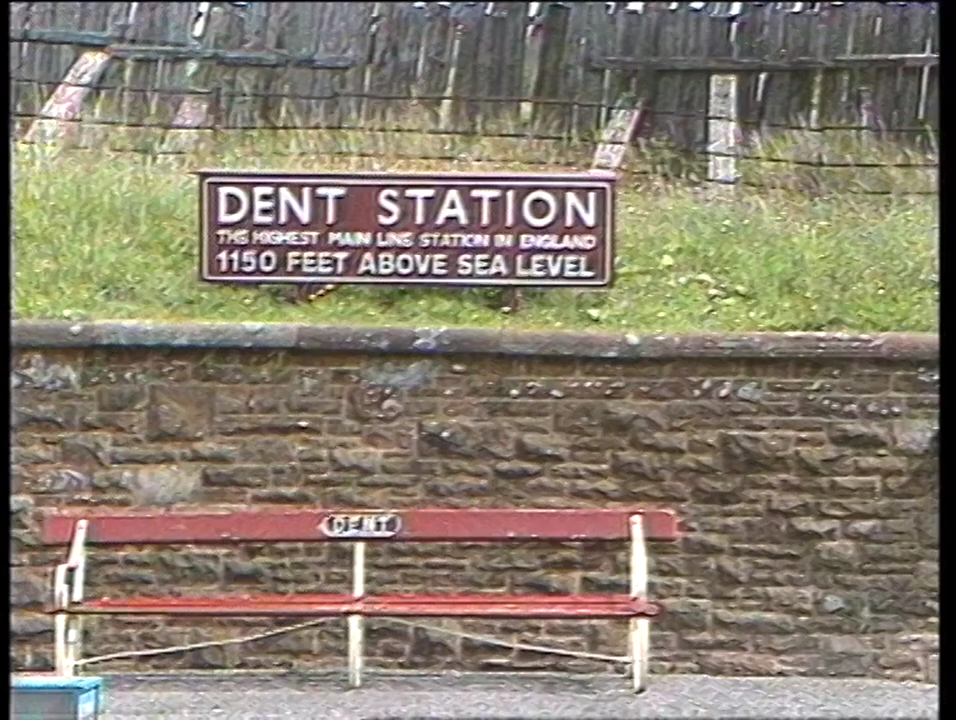 DENT STATION
THE HIGHEST MAIN LINE STATION IN ENGLAND
1150 FEET ABOVE SEA LEVEL
DENT